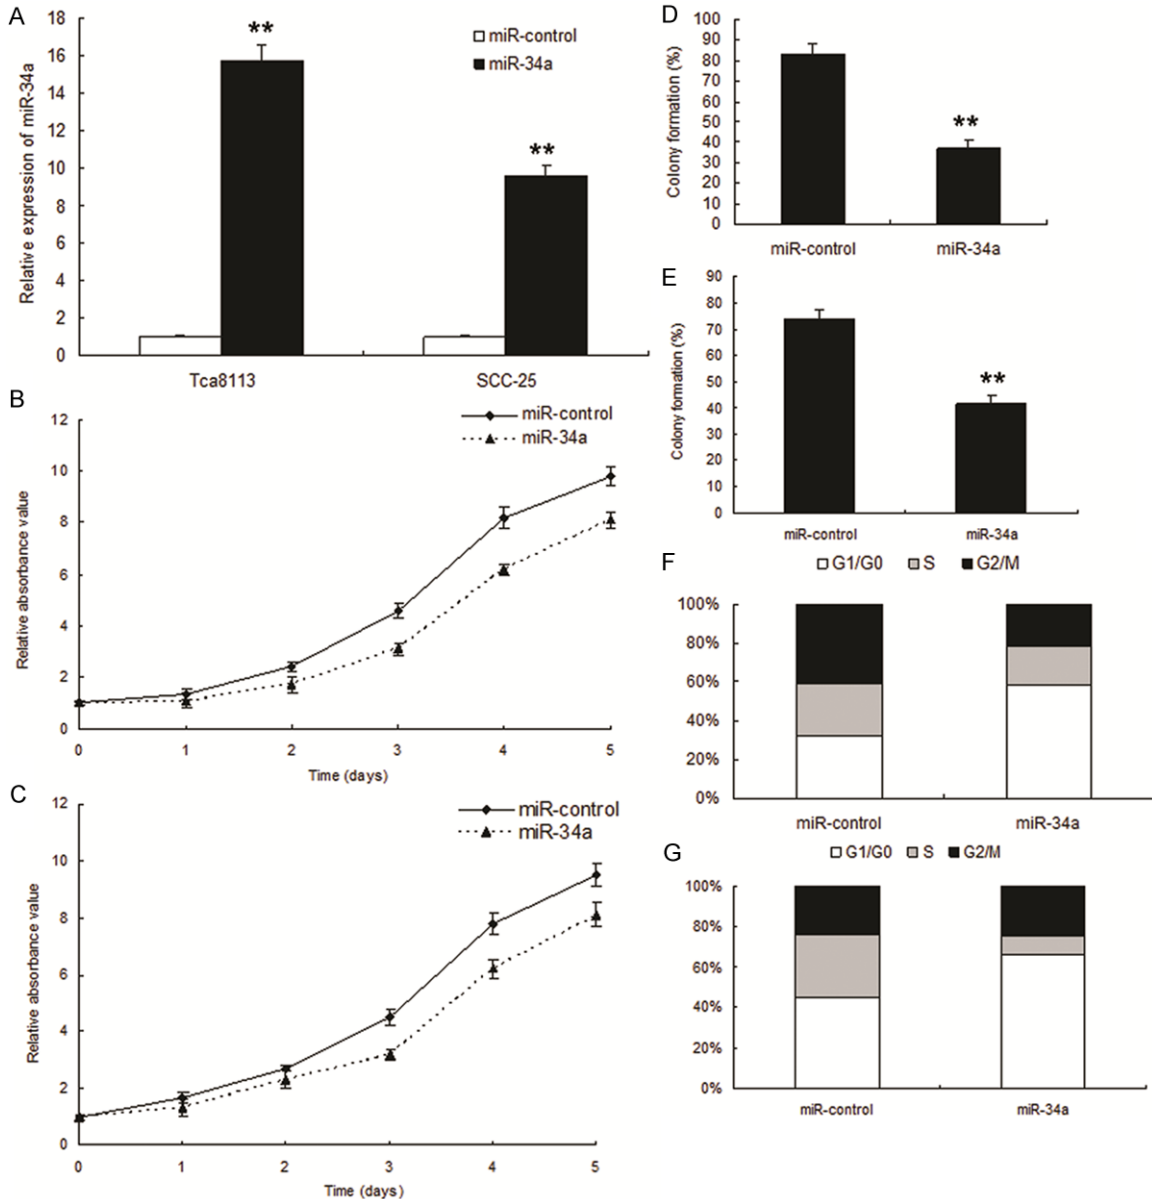 A
18
16
14
12
10
8
6
4
2
0
Relative expression of miR-34a
miR-control
miR-34a
**
**
Tca8113
SCC-25
B
12
10
8
6
4
2
0
Relative absorbance value
miR-control
miR-34a
0 1 2 3 4 5
Time (days)
C
12
10
8
6
4
2
0
Relative absorbance value
miR-control
miR-34a
0 1 2 3 4 5
Time (days)
D
100
90
80
70
60
50
40
30
20
10
0
Colony formation (%)
**
miR-control miR-34a
E
90
80
70
60
50
40
30
20
10
0
Colony formation (%)
**
miR-control miR-34a
F
G1/G0 S G2/M
100%
80%
60%
40%
20%
0%
miR-control miR-34a
G
G1/G0 S G2/M
100%
80%
60%
40%
20%
0%
miR-control miR-34a